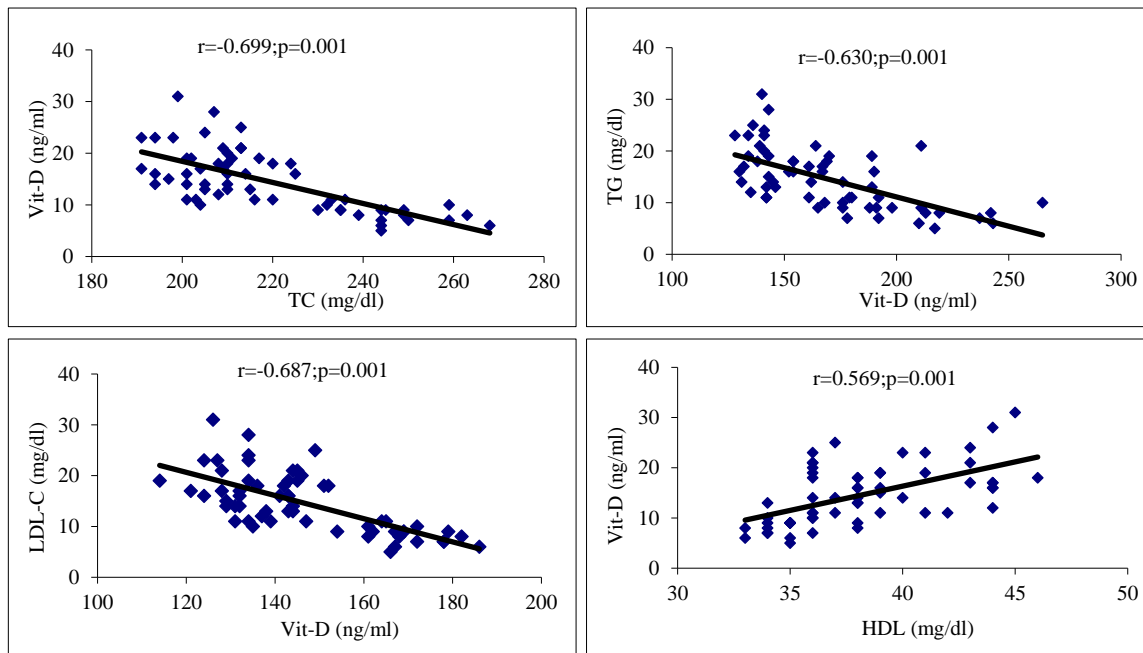 r=-0.699;p=0.001
Vit-D (ng/ml)
40
30
20
10
0
180 200 220 240 260 280
TC (mg/dl)
r=-0.630;p=0.001
TG (mg/dl)
40
30
20
10
0
100 150 200 250 300
Vit-D (ng/ml)
r=-0.687;p=0.001
LDL-C (mg/dl)
40
30
20
10
0
100 120 140 160 180 200
Vit-D (ng/ml)
r=0.569;p=0.001
Vit-D (ng/ml)
40
30
20
10
0
30 35 40 45 50
HDL (mg/dl)